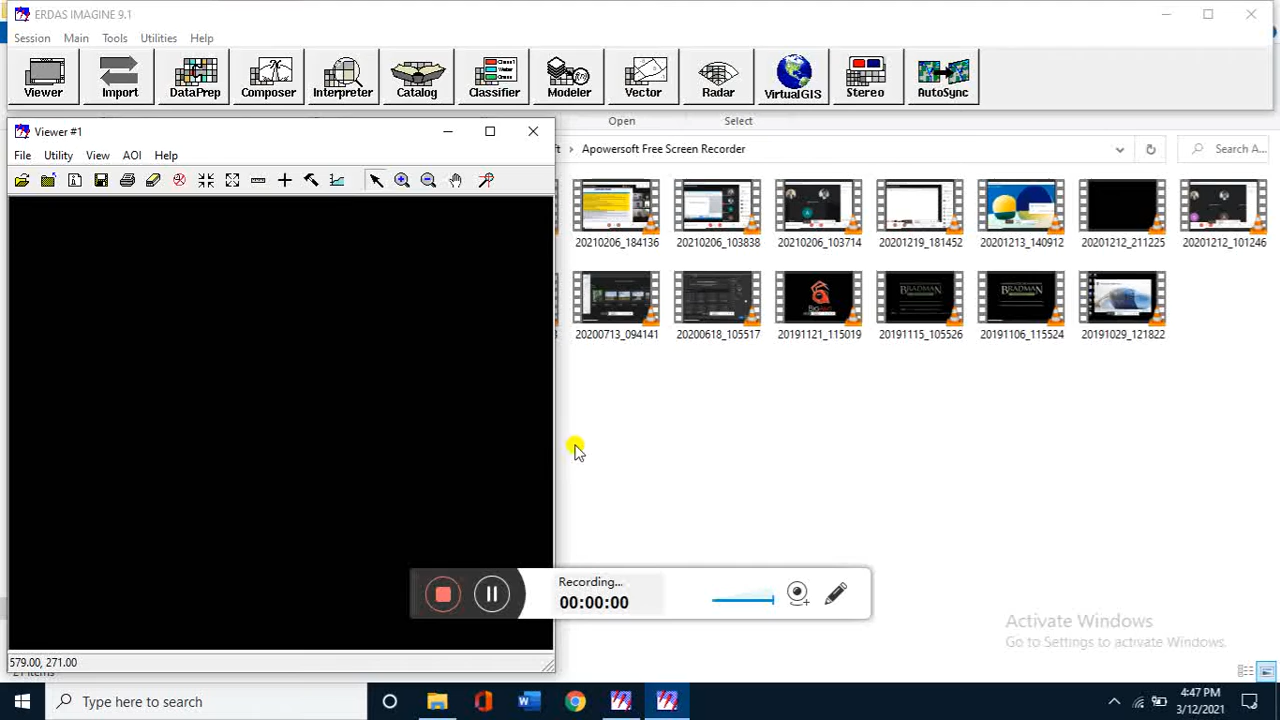 ERDAS IMAGINE 9.1
Session Main Tools Utilities Help
Viewer Import DataPrep Composer Interpreter Catalog Classifier Modeler Vector Radar VirtualGIS Stereo AutoSync
Open Select
Viewer #1
Apowersoft Free Screen Recorder
Search A...
File Utility View AOI Help
20210206_184136 20210206_103838 20210206_103714 20201219_181452 20201213_140912 20201212_211225 20201212_101246
BRADMAN BRADMAN
20200713_094141 20200618_105517 20191121_115019 20191115_105526 20191106_115524 20191029_121822
Recording...
00:00:00
Activate Windows
Go to Settings to activate Windows.
579.00, 271.00
Type here to search
4:47 PM
3/12/2021